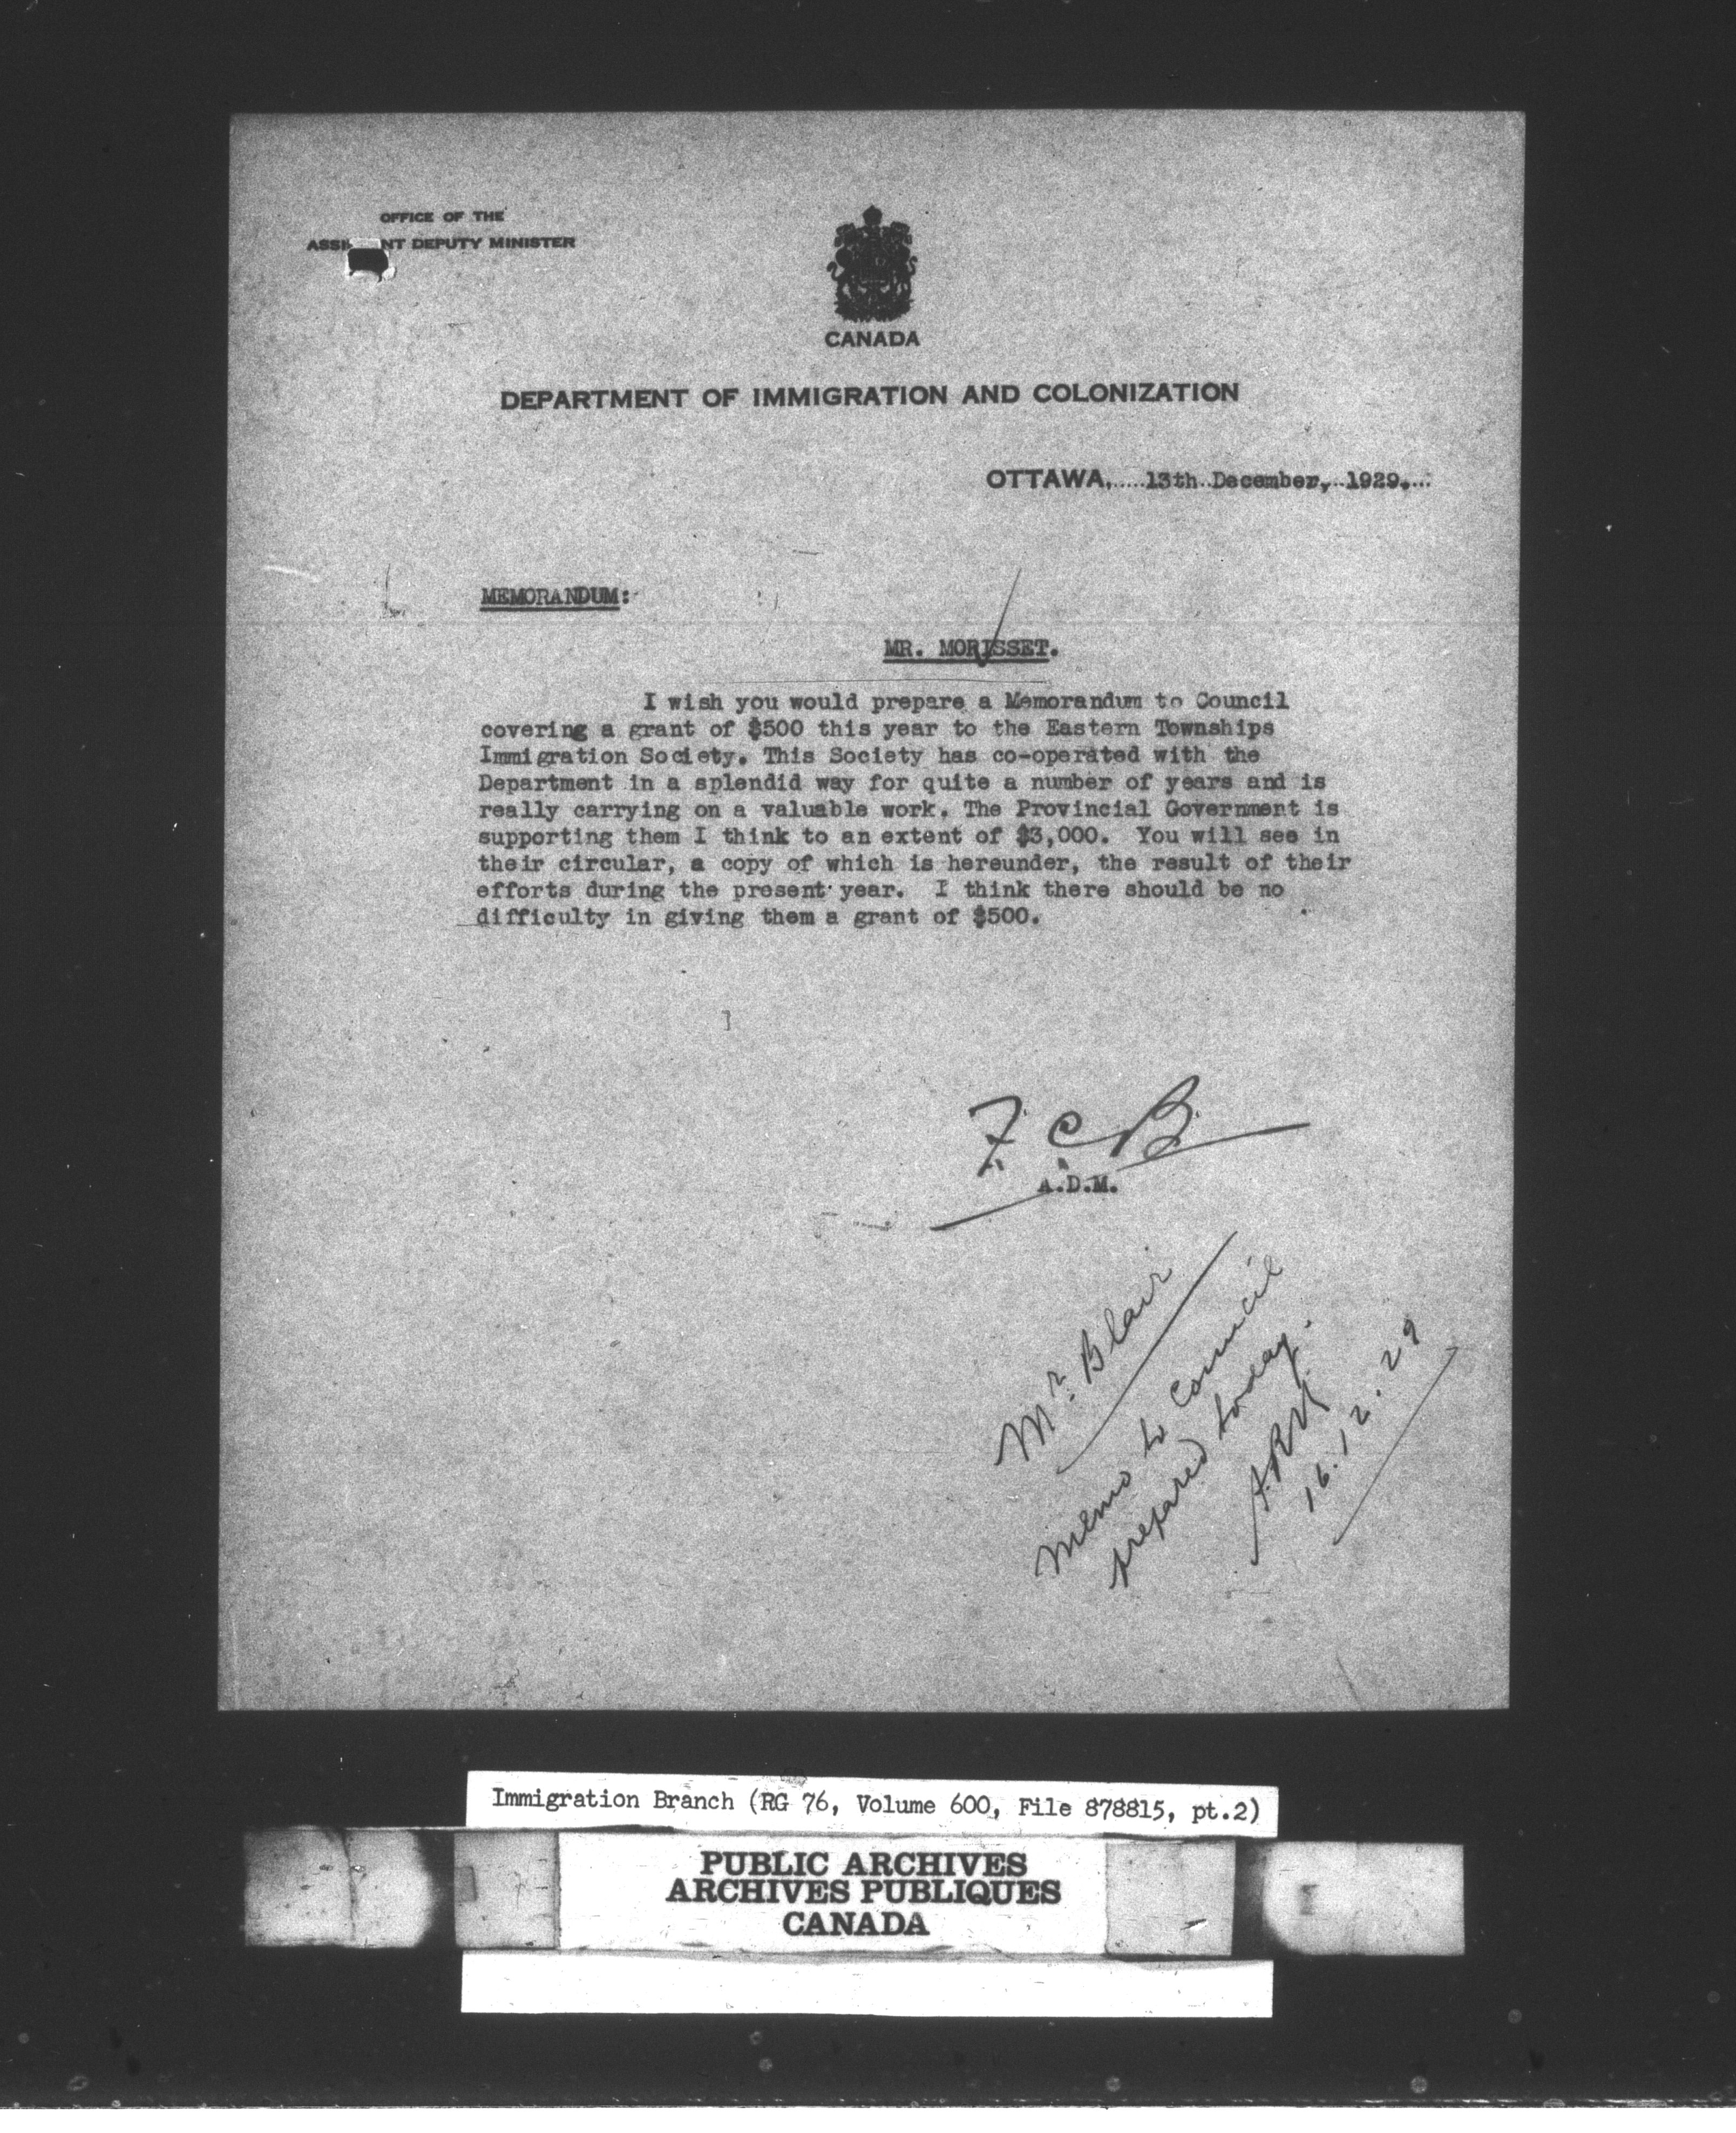 OFFICE OF THE
ASSI NT DEPUTY MINISTER
CANADA
DEPARTMENT OF IMMIGRATION AND COLONIZATION
OTTAWA,.....13th..December,..1929....
MEMORANDUM:
MR. MORISSET.
I wish you would prepare a Memorandum to Council
covering a grant of $500 this year to the Eastern Townships
Immigration Society. This Society has co-operated with the
Department in a splendid way for quite a number of years and is
really carrying on a valuable work. The Provincial Government is
supporting them I think to an extent of $3,000. You will see in
their circular, a copy of which is hereunder, the result of their
efforts during the present year. I think there should be no
difficulty in giving them a grant of $500.
F.C.B.
A.D.M.
Mr. Blair
Memo to Council
prepared today.
16.12.29
Immigration Branch (RG 76, Volume 600, File 878815, pt.2)
PUBLIC ARCHIVES
ARCHIVES PUBLIQUES
CANADA